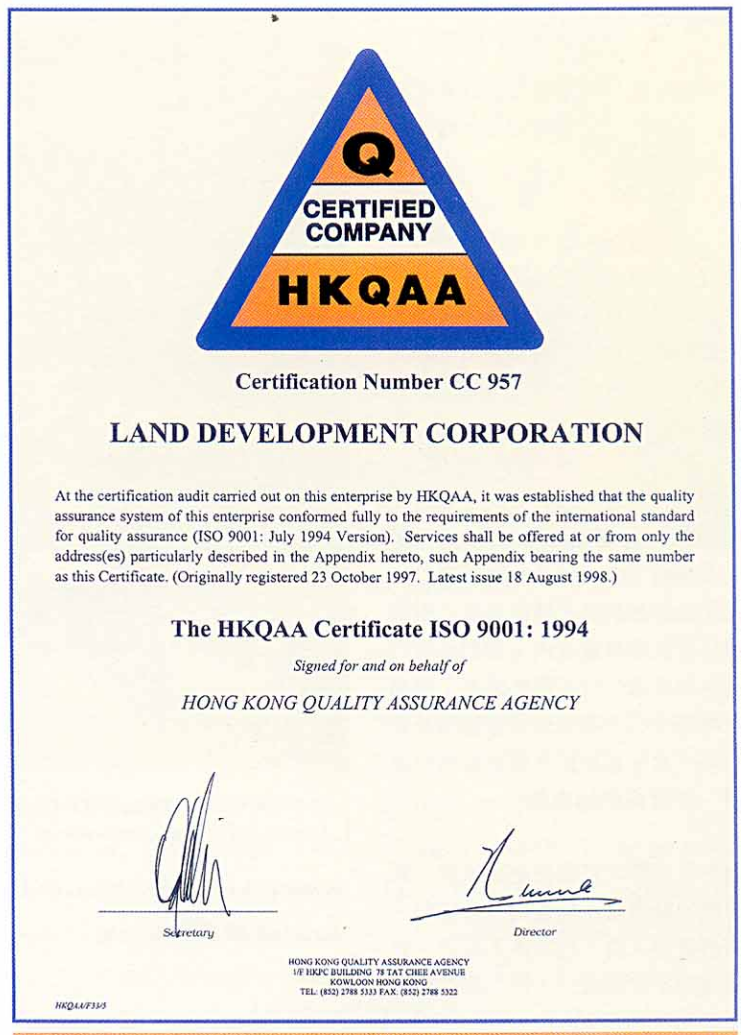 Q
CERTIFIED
COMPANY
HKQAA
Certification Number CC 957
LAND DEVELOPMENT CORPORATION
At the certification audit carried out on this enterprise by HKQAA, it was established that the quality
assurance system of this enterprise conformed fully to the requirements of the international standard
for quality assurance (ISO 9001: July 1994 Version). Services shall be offered at or from only the
address(es) particularly described in the Appendix hereto, such Appendix bearing the same number
as this Certificate. (Originally registered 23 October 1997. Latest issue 18 August 1998.)
The HKQAA Certificate ISO 9001: 1994
Signed for and on behalf of
HONG KONG QUALITY ASSURANCE AGENCY
Secretary
Director
HONG KONG QUALITY ASSURANCE AGENCY
1/F HKPC BUILDING 78 TAT CHEE AVENUE
KOWLOON HONG KONG
TEL: (852) 2788 5333 FAX: (852) 2788 5322
HKQAA/F33/5